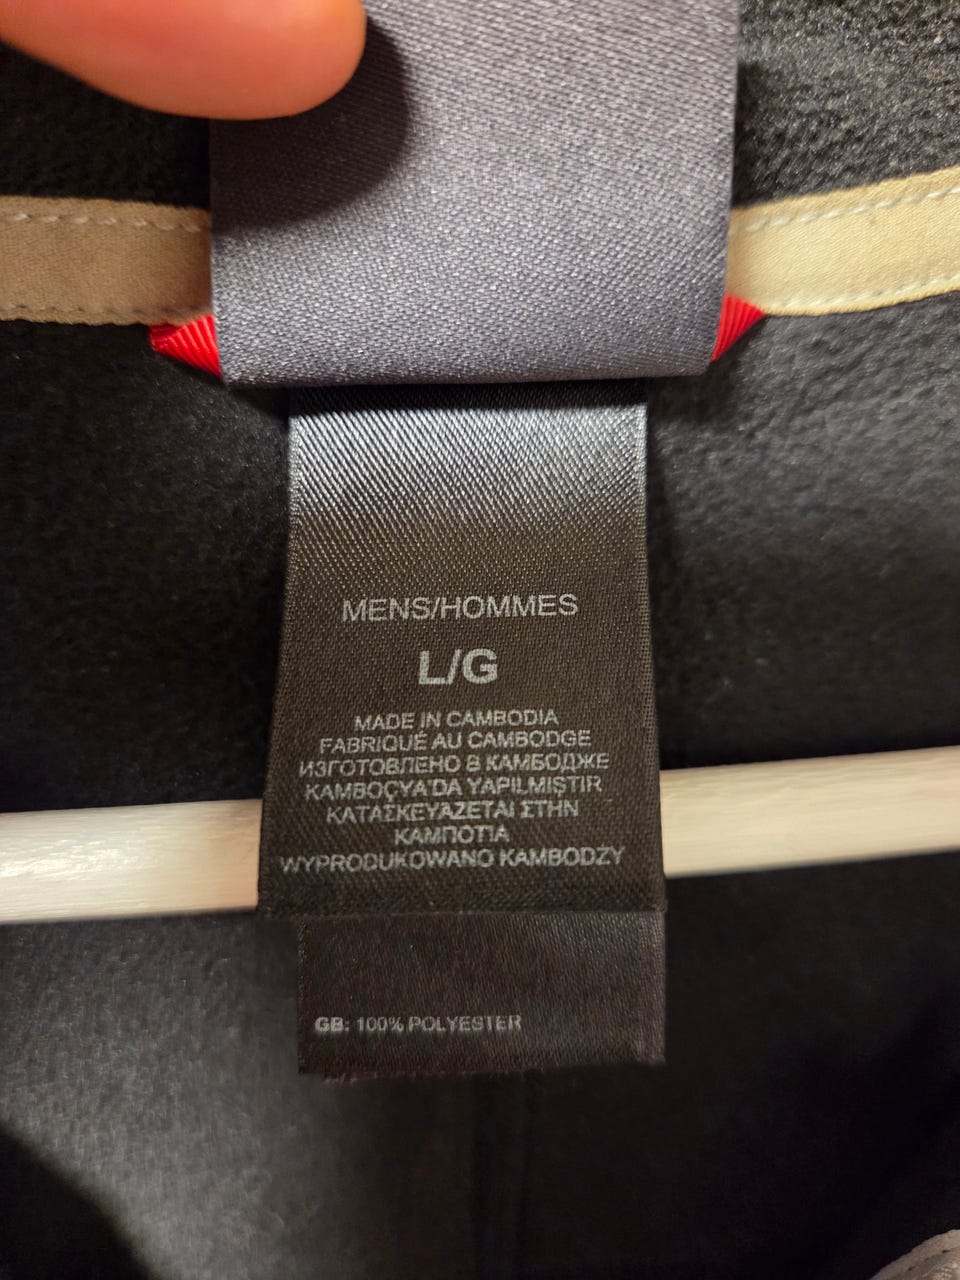 MENS/HOMMES
L/G
MADE IN CAMBODIA
FABRIQUÉ AU CAMBODGE
ИЗГОТОВЛЕНО В КАМБОДЖЕ
KAMBOÇYA'DA YAPILMIŞTIR
ΚΑΤΑΣΚΕΥΑΖΕΤΑΙ ΣΤΗΝ
ΚΑΜΠΟΤΙΑ
WYPRODUKOWANO KAMBODZY
GB: 100% POLYESTER